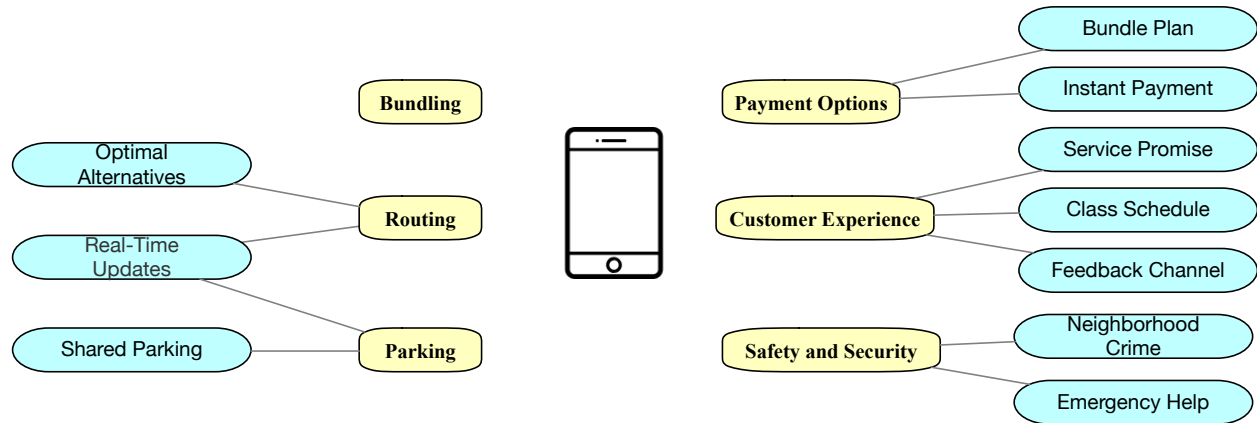 Bundling
Optimal
Alternatives
Routing
Real-Time
Updates
Shared Parking
Parking
Payment Options
Bundle Plan
Instant Payment
Customer Experience
Service Promise
Class Schedule
Feedback Channel
Safety and Security
Neighborhood
Crime
Emergency Help